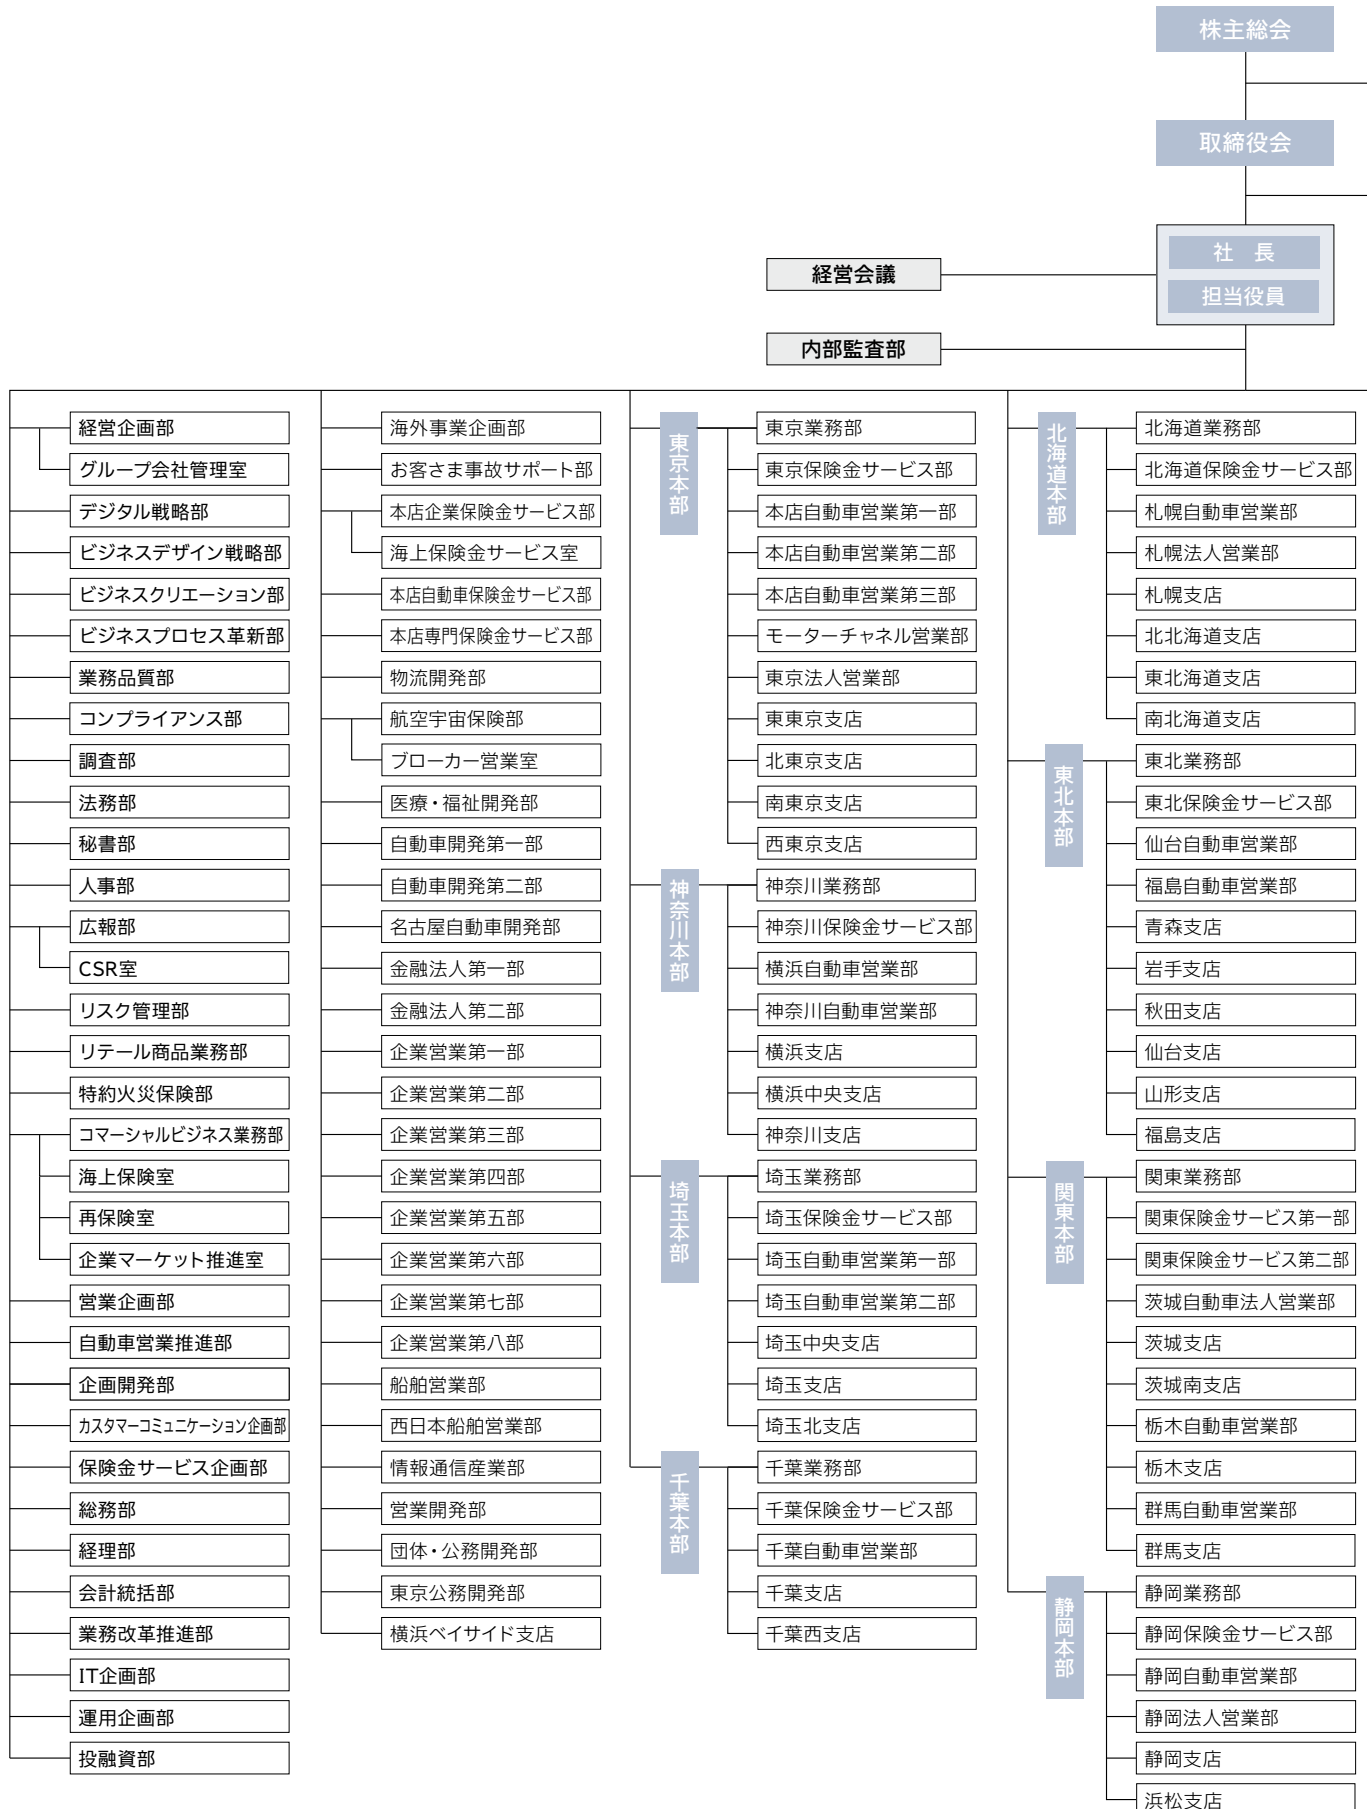 株主総会
取締役会
社　長
担当役員
経営会議
内部監査部
経営企画部
グループ会社管理室
デジタル戦略部
ビジネスデザイン戦略部
ビジネスクリエーション部
ビジネスプロセス革新部
業務品質部
コンプライアンス部
調査部
法務部
秘書部
人事部
広報部
CSR室
リスク管理部
リテール商品業務部
特約火災保険部
コマーシャルビジネス業務部
海上保険室
再保険室
企業マーケット推進室
営業企画部
自動車営業推進部
企画開発部
カスタマーコミュニケーション企画部
保険金サービス企画部
総務部
経理部
会計統括部
業務改革推進部
IT企画部
運用企画部
投融資部
海外事業企画部
お客さま事故サポート部
本店企業保険金サービス部
海上保険金サービス室
本店自動車保険金サービス部
本店専門保険金サービス部
物流開発部
航空宇宙保険部
ブローカー営業室
医療・福祉開発部
自動車開発第一部
自動車開発第二部
名古屋自動車開発部
金融法人第一部
金融法人第二部
企業営業第一部
企業営業第二部
企業営業第三部
企業営業第四部
企業営業第五部
企業営業第六部
企業営業第七部
企業営業第八部
船舶営業部
西日本船舶営業部
情報通信産業部
営業開発部
団体・公務開発部
東京公務開発部
横浜ベイサイド支店
東京本部
東京業務部
東京保険金サービス部
本店自動車営業第一部
本店自動車営業第二部
本店自動車営業第三部
モーターチャネル営業部
東京法人営業部
東東京支店
北東京支店
南東京支店
西東京支店
神奈川本部
神奈川業務部
神奈川保険金サービス部
横浜自動車営業部
神奈川自動車営業部
横浜支店
横浜中央支店
神奈川支店
埼玉本部
埼玉業務部
埼玉保険金サービス部
埼玉自動車営業第一部
埼玉自動車営業第二部
埼玉中央支店
埼玉支店
埼玉北支店
千葉本部
千葉業務部
千葉保険金サービス部
千葉自動車営業部
千葉支店
千葉西支店
北海道本部
北海道業務部
北海道保険金サービス部
札幌自動車営業部
札幌法人営業部
札幌支店
北北海道支店
東北海道支店
南北海道支店
東北本部
東北業務部
東北保険金サービス部
仙台自動車営業部
福島自動車営業部
青森支店
岩手支店
秋田支店
仙台支店
山形支店
福島支店
関東本部
関東業務部
関東保険金サービス第一部
関東保険金サービス第二部
茨城自動車法人営業部
茨城支店
茨城南支店
栃木自動車営業部
栃木支店
群馬自動車営業部
群馬支店
静岡本部
静岡業務部
静岡保険金サービス部
静岡自動車営業部
静岡法人営業部
静岡支店
浜松支店